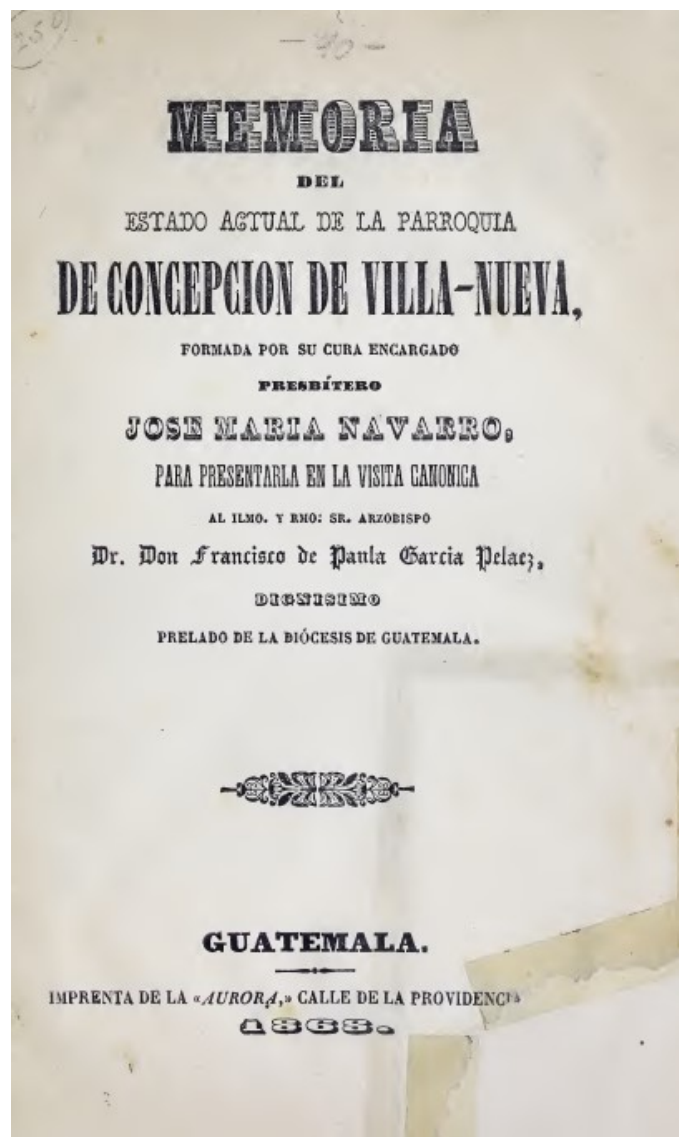 MEMORIA
DEL
ESTADO ACTUAL DE LA PARROQUIA
DE CONCEPCION DE VILLA-NUEVA,
FORMADA POR SU CURA ENCARGADO
PRESBÍTERO
JOSE MARIA NAVARRO,
PARA PRESENTARLA EN LA VISITA CANONICA
AL ILMO. Y RMO: SR. ARZOBISPO
Dr. Don Francisco de Paula Garcia Pelaez,
DIGNISIMO
PRELADO DE LA DIÓCESIS DE GUATEMALA.
GUATEMALA.
IMPRENTA DE LA «AURORA,» CALLE DE LA PROVIDENCIA
1868.